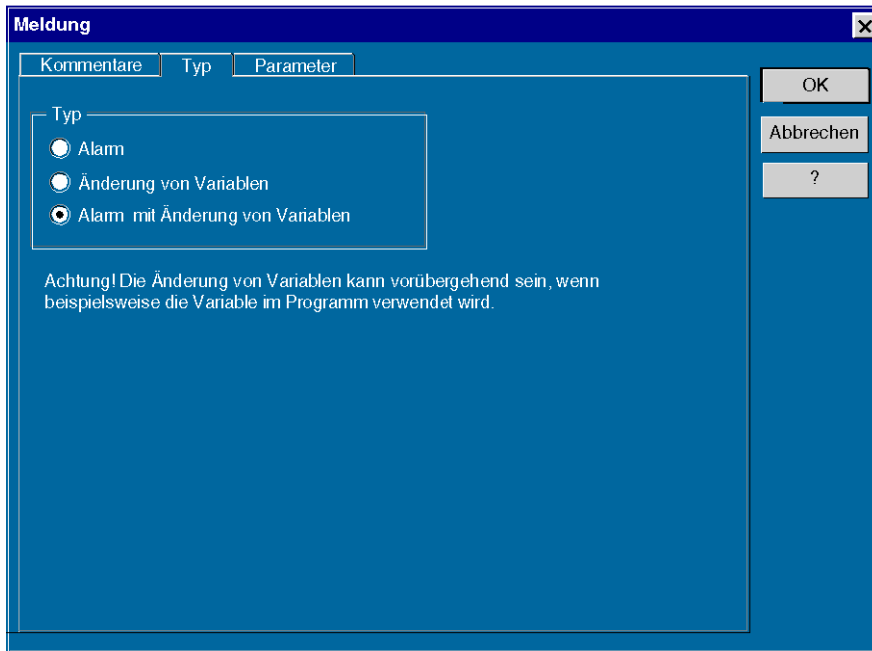 Meldung
Kommentare Typ Parameter
OK
Abbrechen
?
Typ
Alarm
Änderung von Variablen
Alarm mit Änderung von Variablen
Achtung! Die Änderung von Variablen kann vorübergehend sein, wenn
beispielsweise die Variable im Programm verwendet wird.